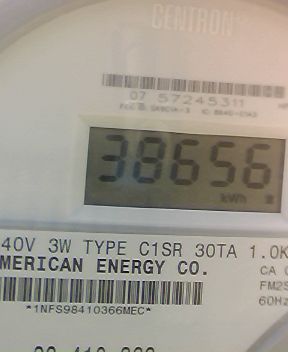 CENTRON
07 57245311
38656
kWh
40V 3W TYPE C1SR 30TA 1.0K
MERICAN ENERGY CO.
CA
FM2S
60Hz
*1NFS98410366MEC*